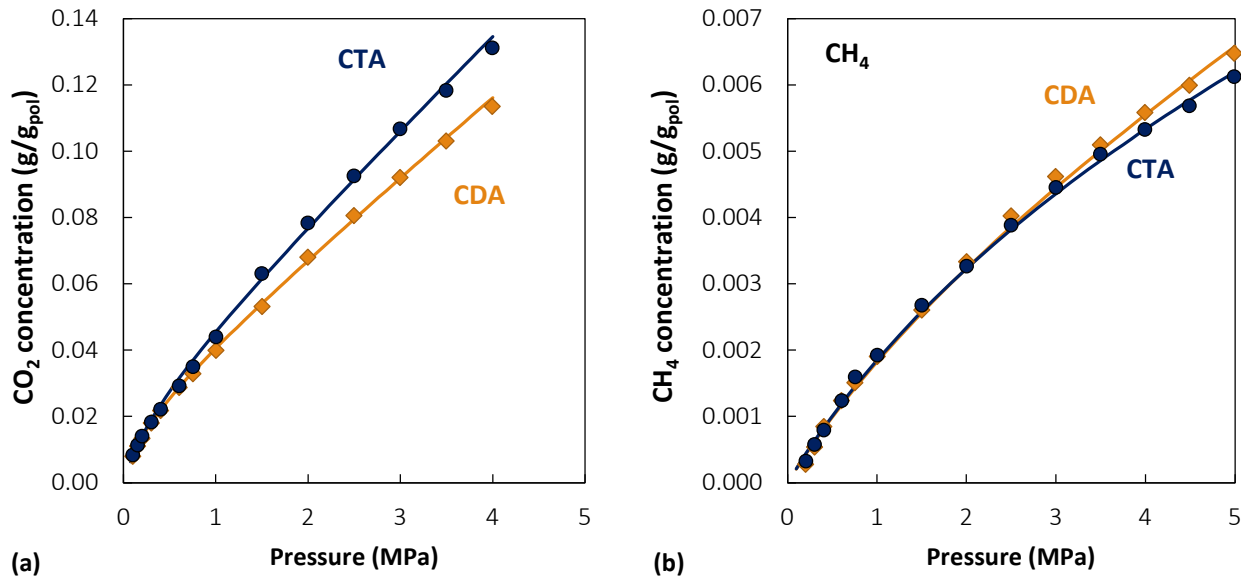 CO₂ concentration (g/g_pol)
0.14
0.12
0.10
0.08
0.06
0.04
0.02
0.00
CTA
CDA
0 1 2 3 4 5
Pressure (MPa)
(a)
CH₄ concentration (g/g_pol)
0.007
0.006
0.005
0.004
0.003
0.002
0.001
0.000
CH₄
CDA
CTA
0 1 2 3 4 5
Pressure (MPa)
(b)